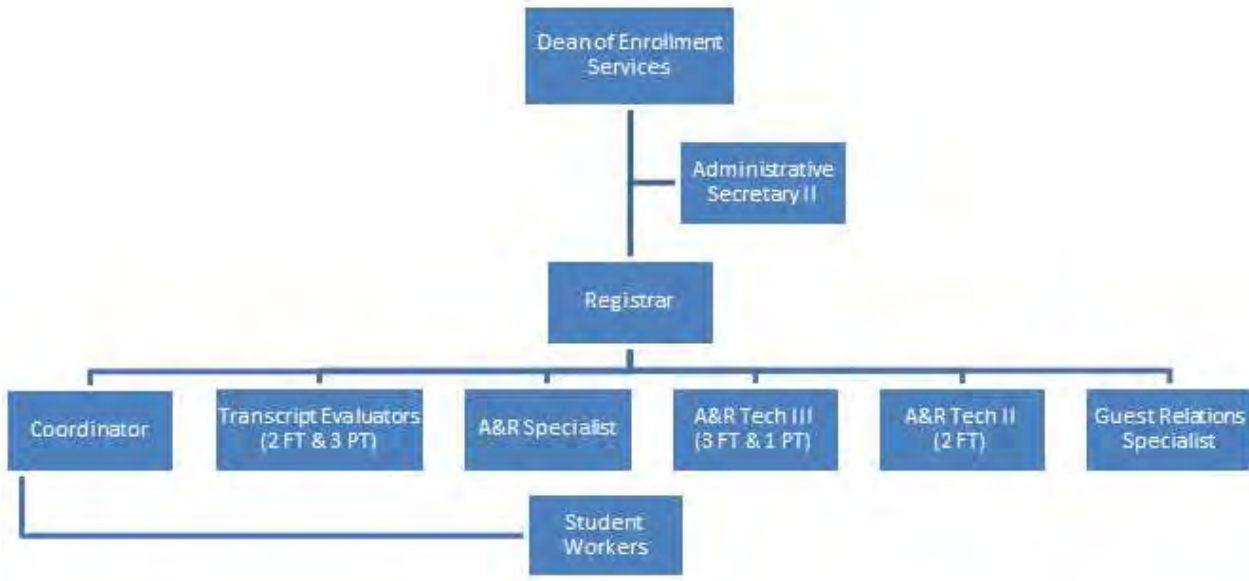 Dean of Enrollment
Services
Administrative
Secretary II
Registrar
Coordinator
Transcript Evaluators
(2 FT & 3 PT)
A&R Specialist
A&R Tech III
(3 FT & 1 PT)
A&R Tech II
(2 FT)
Guest Relations
Specialist
Student
Workers